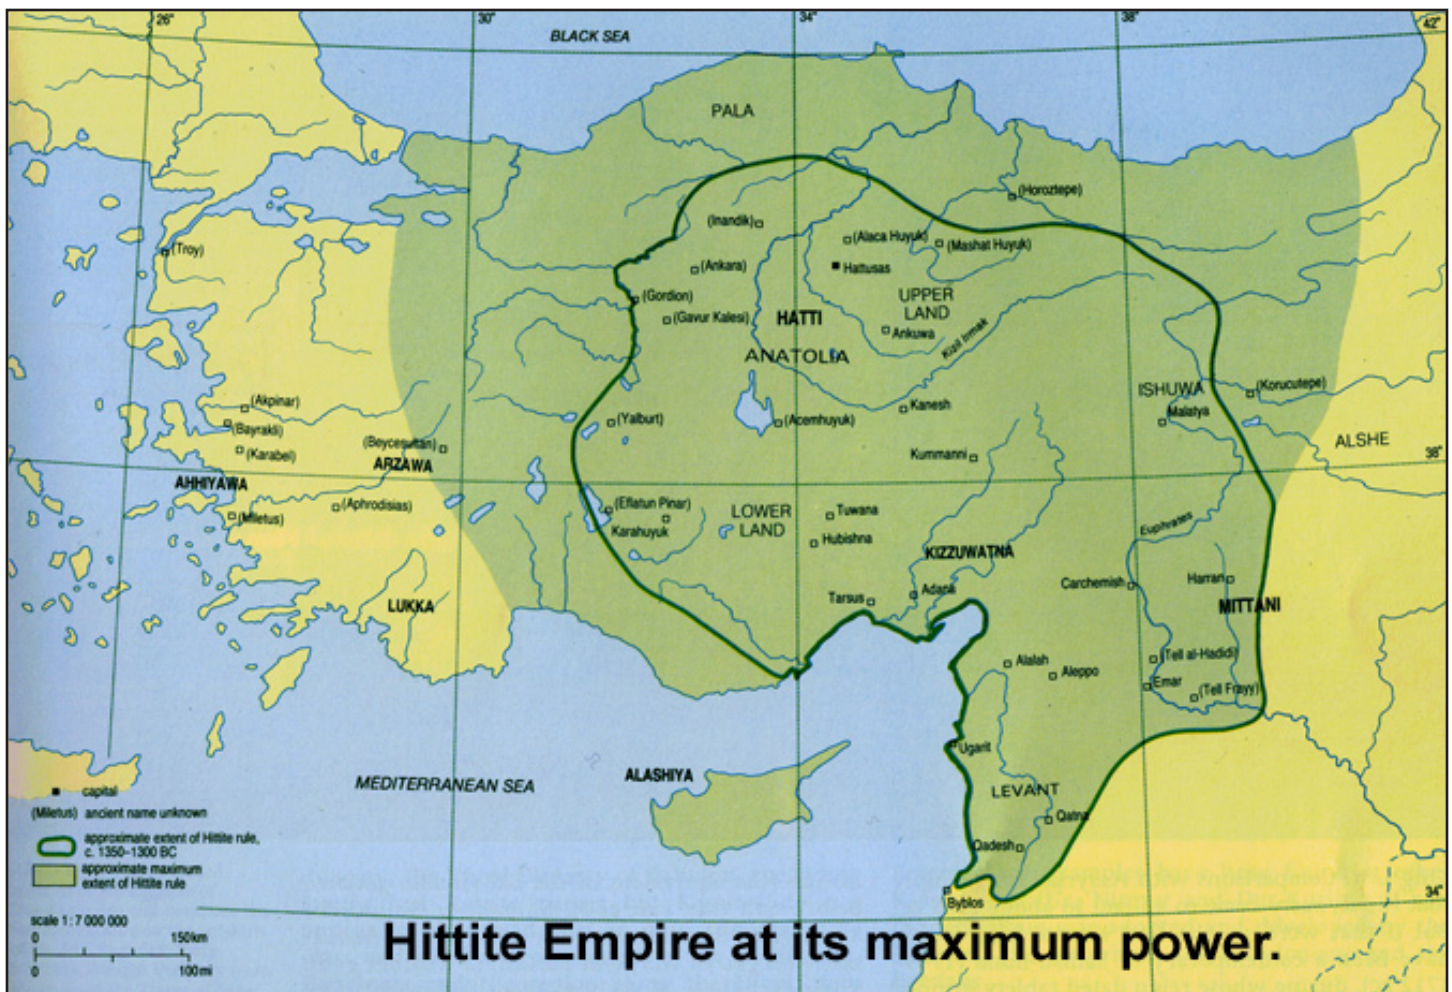 26°
30°
34°
38°
42°
BLACK SEA
PALA
(Horoztepe)
(Inandik)
(Alaca Huyuk)
(Mashat Huyuk)
(Troy)
(Ankara)
Hattusas
(Gordion)
UPPER
LAND
(Gavur Kalesi)
HATTI
Ankuwa
Kizil Irmak
ANATOLIA
ISHUWA
(Korucutepe)
(Akpinar)
Kanesh
Malatya
(Bayrakli)
(Yalburt)
(Acemhuyuk)
(Beycesultan)
ALSHE
(Karabel)
ARZAWA
Kummanni
38°
AHHIYAWA
(Eflatun Pinar)
(Aphrodisias)
LOWER
LAND
Tuwana
(Miletus)
Karahuyuk
Euphrates
Hubishna
KIZZUWATNA
Carchemish
Harran
Adana
Tarsus
LUKKA
MITTANI
(Tell al-Hadidi)
Alalah
Aleppo
Emar
(Tell Frayy)
Ugarit
ALASHIYA
MEDITERRANEAN SEA
LEVANT
capital
(Miletus) ancient name unknown
Qatna
approximate extent of Hittite rule,
c. 1350–1300 BC
Qadesh
approximate maximum
extent of Hittite rule
34°
Byblos
scale 1: 7 000 000
0 150km
0 100mi
Hittite Empire at its maximum power.